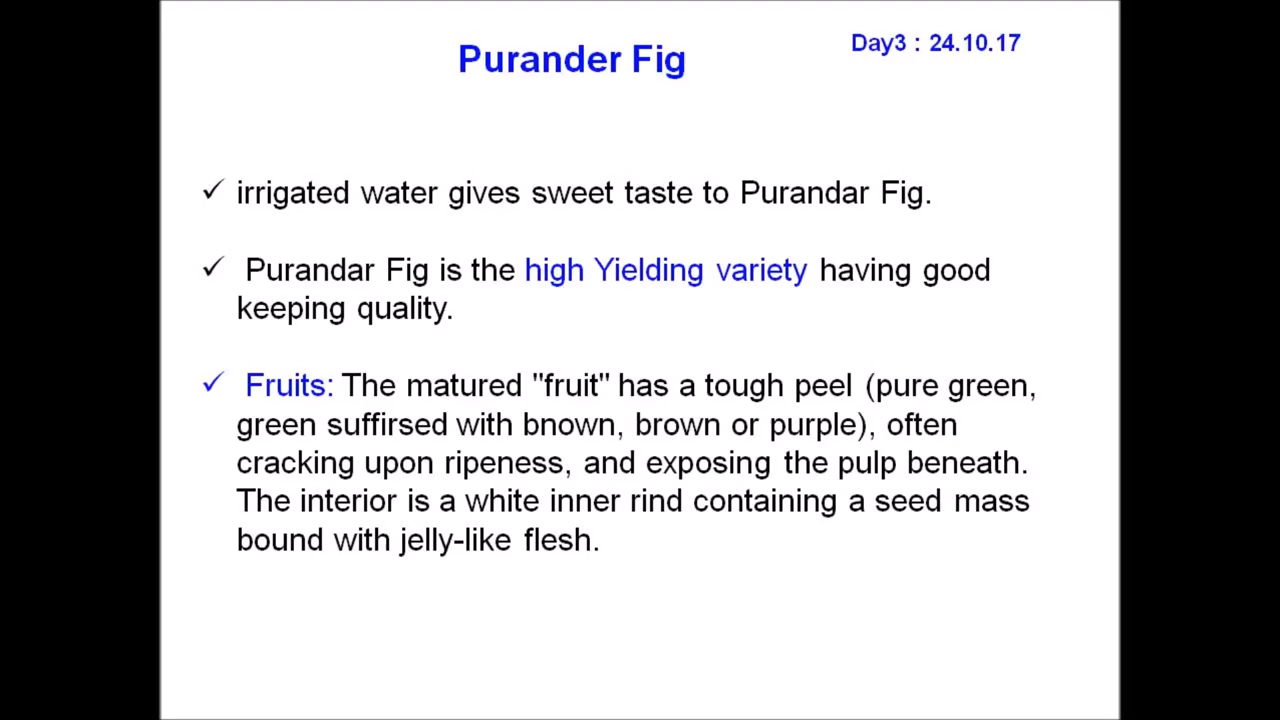 Purander Fig
Day3 : 24.10.17
✓ irrigated water gives sweet taste to Purandar Fig.
✓ Purandar Fig is the high Yielding variety having good
keeping quality.
✓ Fruits: The matured "fruit" has a tough peel (pure green,
green suffirsed with bnown, brown or purple), often
cracking upon ripeness, and exposing the pulp beneath.
The interior is a white inner rind containing a seed mass
bound with jelly-like flesh.